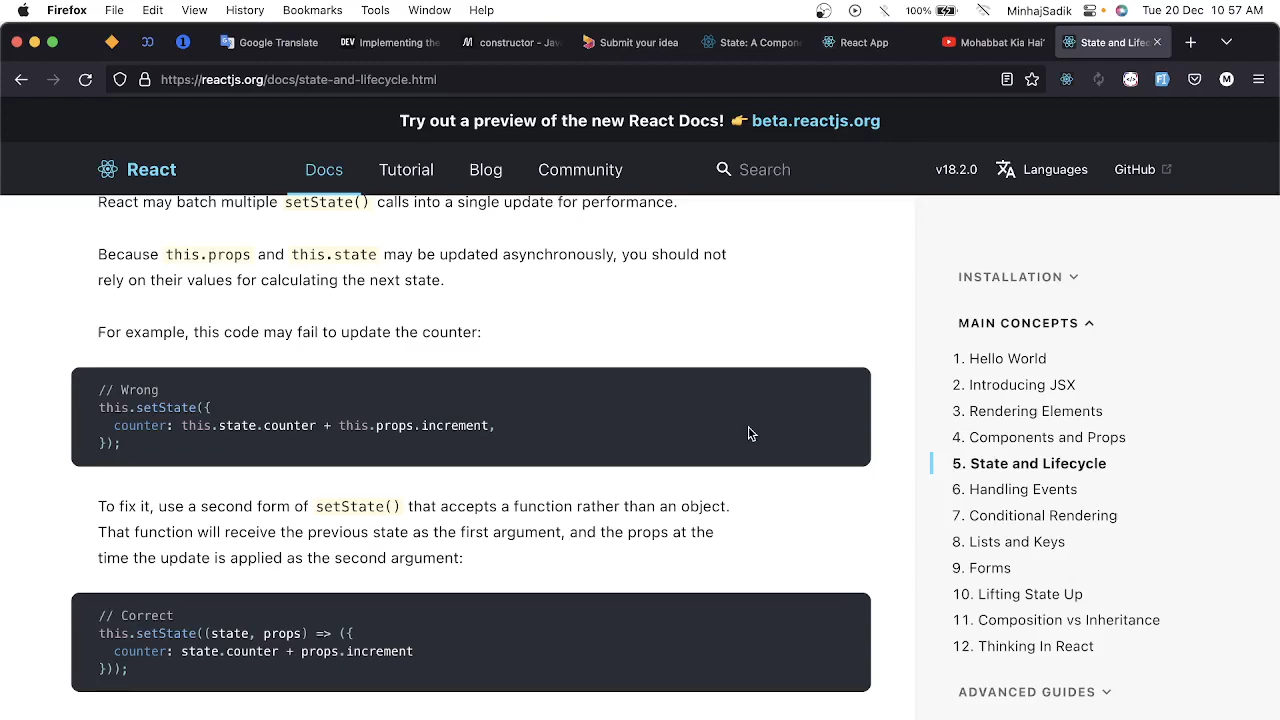 Firefox File Edit View History Bookmarks Tools Window Help 100% MinhajSadik Tue 20 Dec 10:57 AM
Google Translate DEV Implementing the constructor - Jav Submit your idea State: A Compone React App Mohabbat Kia Hai' State and Lifec
https://reactjs.org/docs/state-and-lifecycle.html M
Try out a preview of the new React Docs! 👉 beta.reactjs.org
React Docs Tutorial Blog Community Search v18.2.0 Languages GitHub
React may batch multiple setState() calls into a single update for performance.
Because this.props and this.state may be updated asynchronously, you should not
rely on their values for calculating the next state.
For example, this code may fail to update the counter:
// Wrong
this.setState({
  counter: this.state.counter + this.props.increment,
});
To fix it, use a second form of setState() that accepts a function rather than an object.
That function will receive the previous state as the first argument, and the props at the
time the update is applied as the second argument:
// Correct
this.setState((state, props) => ({
  counter: state.counter + props.increment
}));
INSTALLATION
MAIN CONCEPTS
1. Hello World
2. Introducing JSX
3. Rendering Elements
4. Components and Props
5. State and Lifecycle
6. Handling Events
7. Conditional Rendering
8. Lists and Keys
9. Forms
10. Lifting State Up
11. Composition vs Inheritance
12. Thinking In React
ADVANCED GUIDES